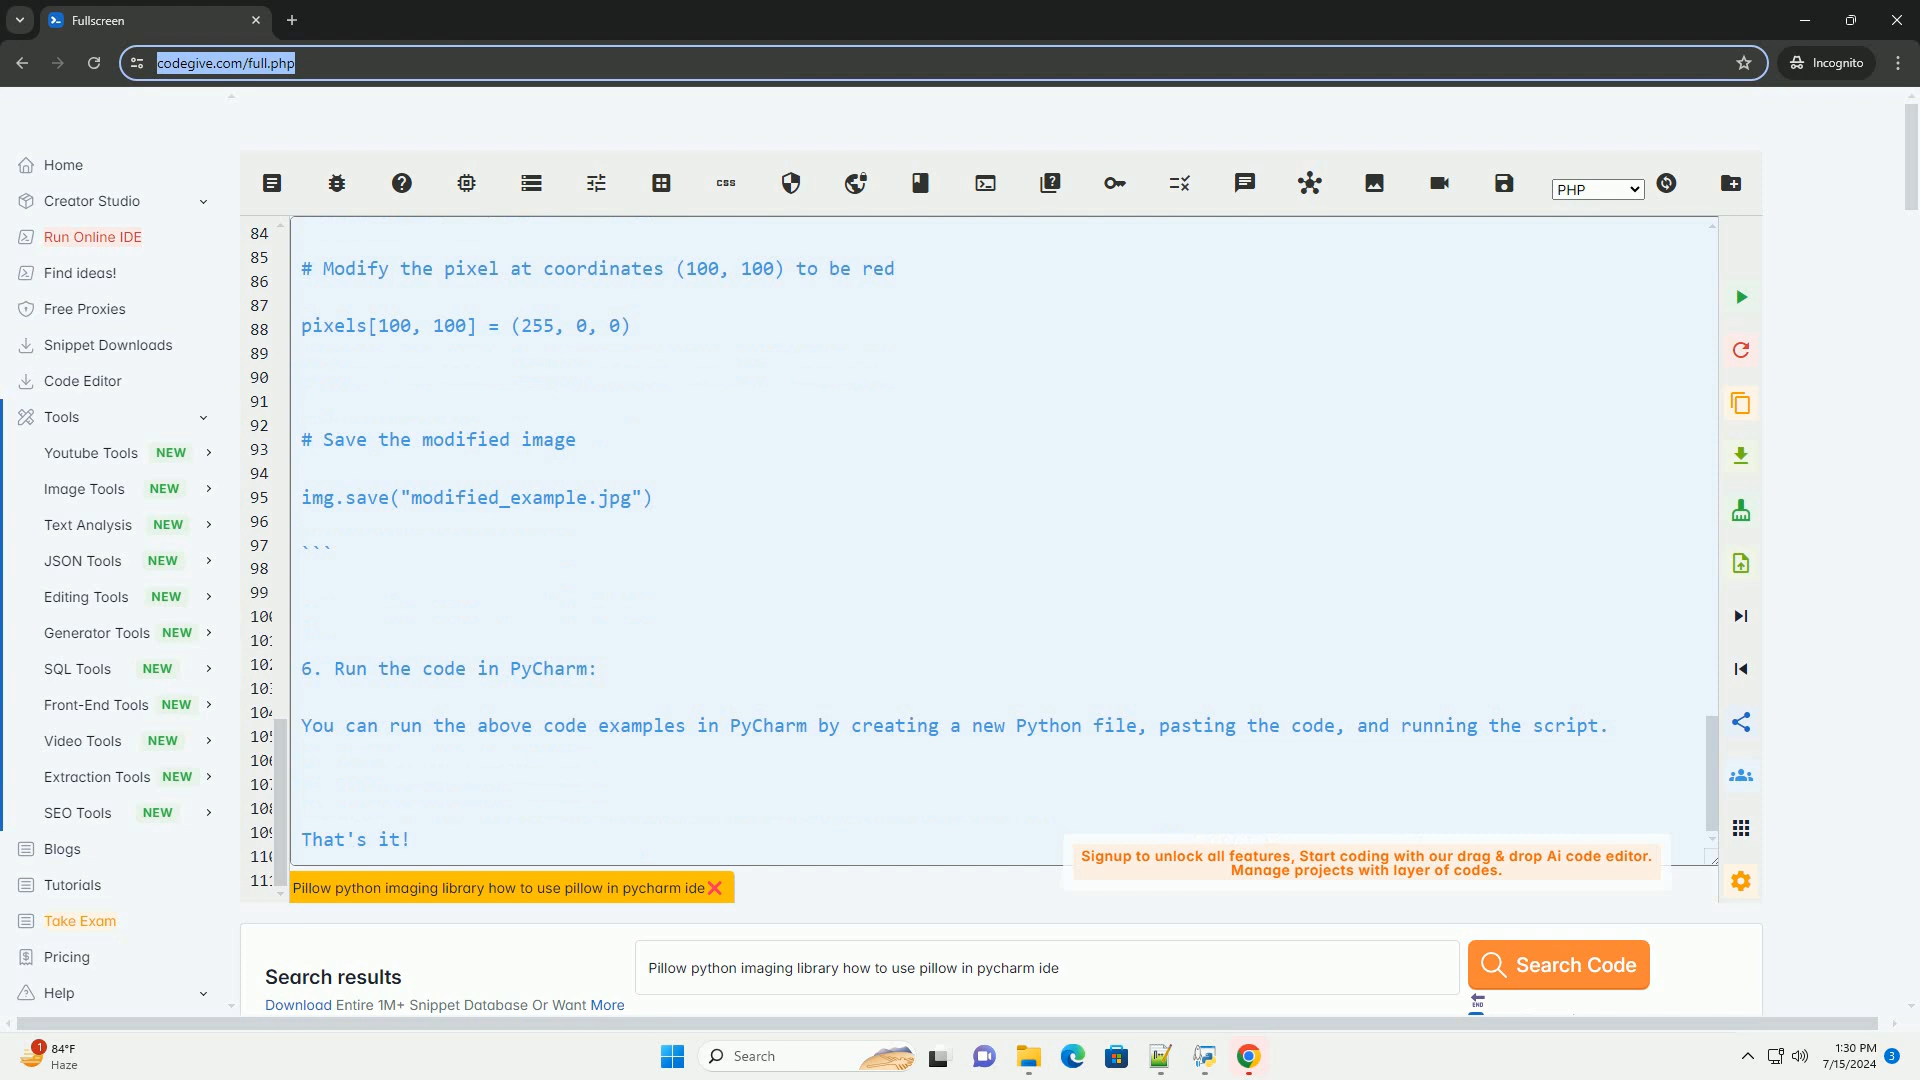 Fullscreen
codegive.com/full.php
Incognito
Home
Creator Studio
Run Online IDE
Find ideas!
Free Proxies
Snippet Downloads
Code Editor
Tools
Youtube Tools NEW
Image Tools NEW
Text Analysis NEW
JSON Tools NEW
Editing Tools NEW
Generator Tools NEW
SQL Tools NEW
Front-End Tools NEW
Video Tools NEW
Extraction Tools NEW
SEO Tools NEW
Blogs
Tutorials
Take Exam
Pricing
Help
css
PHP
84
85
86
87
88
89
90
91
92
93
94
95
96
97
98
99
# Modify the pixel at coordinates (100, 100) to be red
pixels[100, 100] = (255, 0, 0)
# Save the modified image
img.save("modified_example.jpg")
```
6. Run the code in PyCharm:
You can run the above code examples in PyCharm by creating a new Python file, pasting the code, and running the script.
That's it!
Signup to unlock all features, Start coding with our drag & drop Ai code editor.
Manage projects with layer of codes.
Pillow python imaging library how to use pillow in pycharm ide
Search results
Download Entire 1M+ Snippet Database Or Want More
Pillow python imaging library how to use pillow in pycharm ide
Search Code
END
1
84°F
Haze
Search
1:30 PM
7/15/2024
3